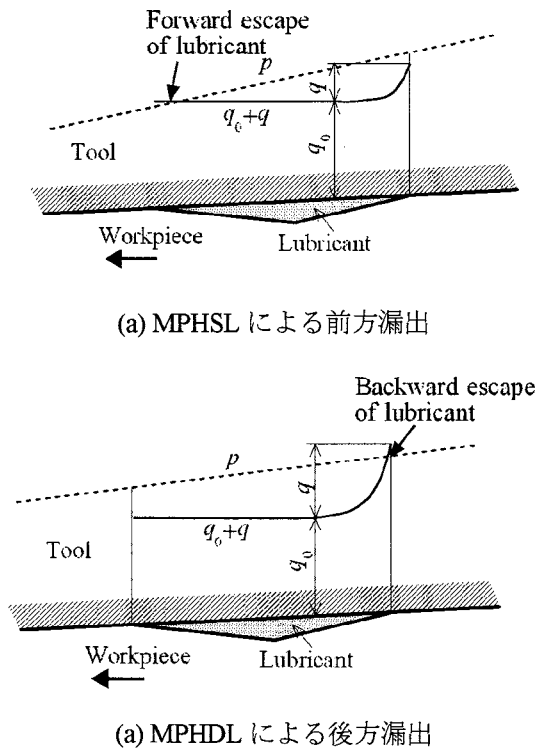 Forward escape
of lubricant
p
q
q₀+q
q₀
Tool
Lubricant
Workpiece
(a) MPHSL による前方漏出
Backward escape
of lubricant
p
q
q₀+q
q₀
Tool
Lubricant
Workpiece
(a) MPHDL による後方漏出